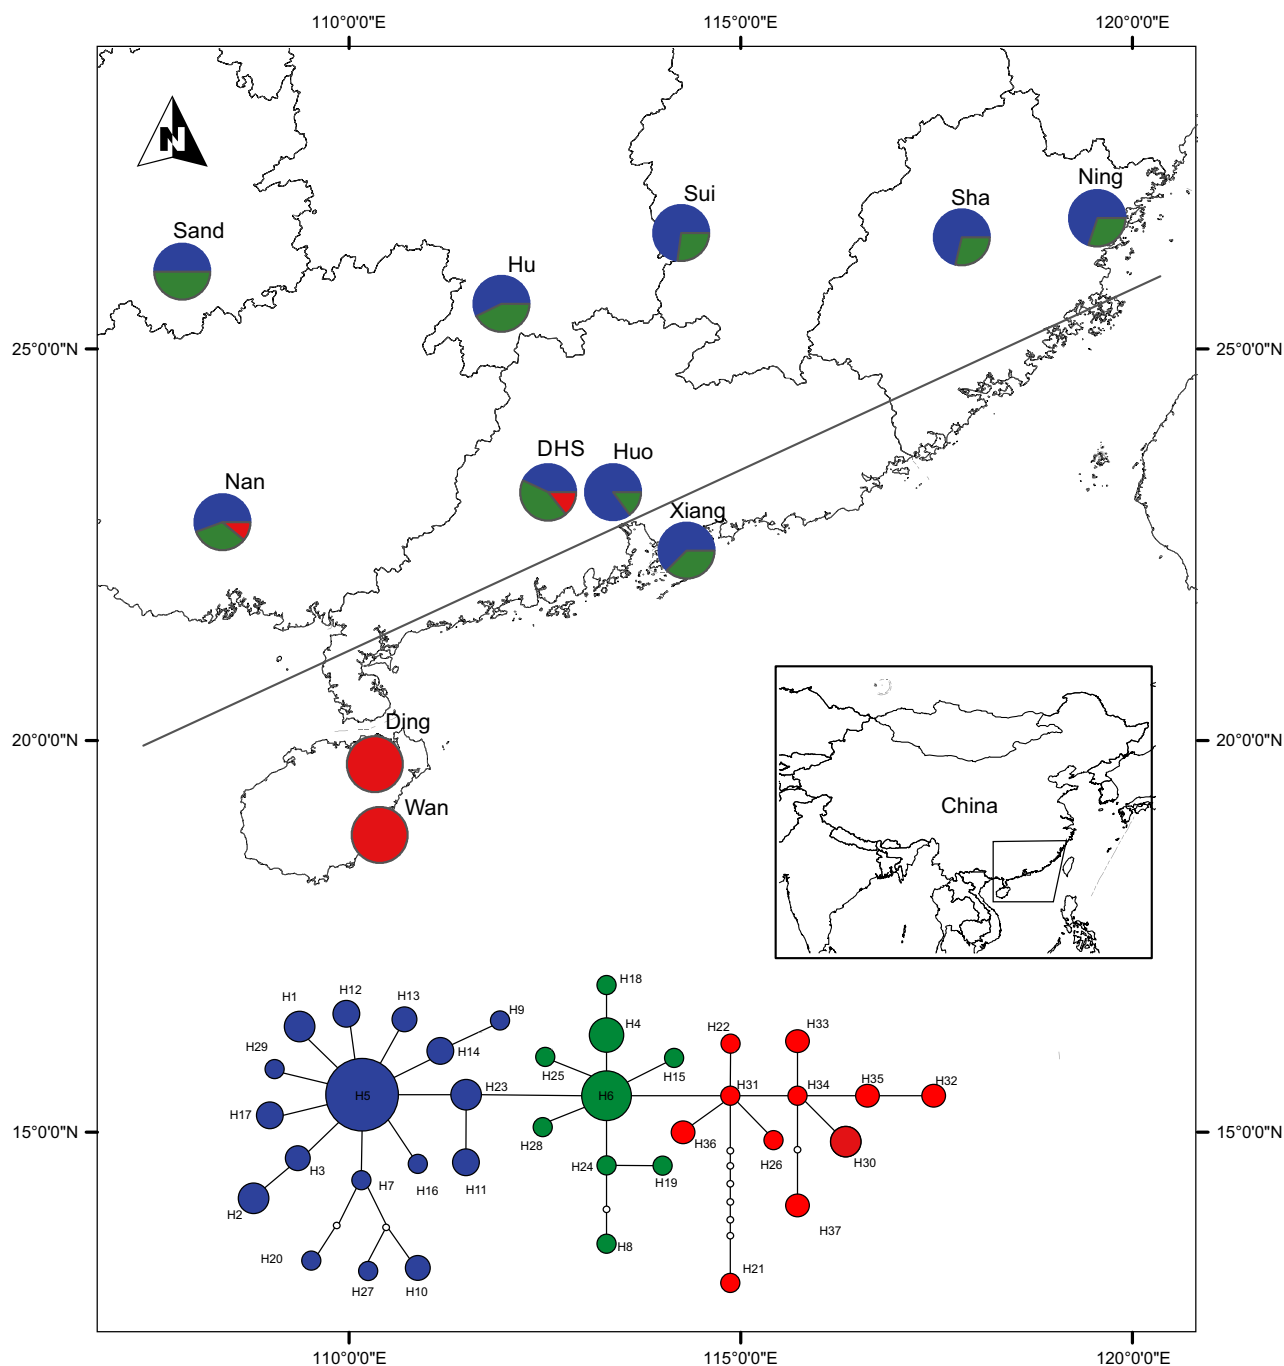 110°0'0"E
115°0'0"E
120°0'0"E
N
Sui
Sha
Ning
Sand
Hu
25°0'0"N
25°0'0"N
DHS
Huo
Nan
Xiang
Ding
20°0'0"N
20°0'0"N
Wan
China
H18
H12
H13
H9
H1
H4
H22
H33
H14
H29
H25
H15
H5
H23
H6
H31
H34
H35
H32
H17
15°0'0"N
15°0'0"N
H28
H36
H26
H30
H3
H16
H11
H24
H19
H7
H2
H37
H20
H8
H27
H10
H21
110°0'0"E
115°0'0"E
120°0'0"E